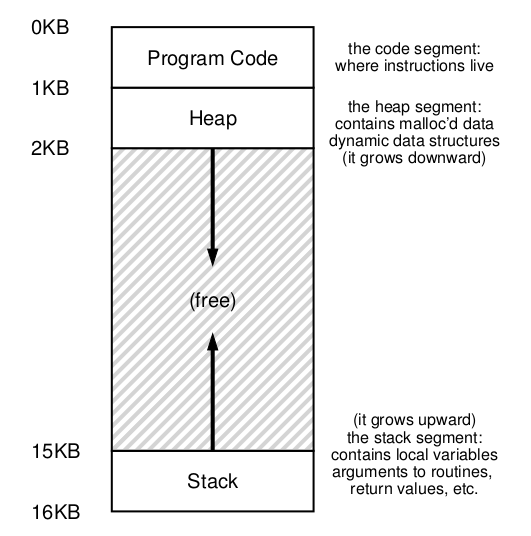 0KB
Program Code
the code segment:
where instructions live
1KB
Heap
the heap segment:
contains malloc'd data
dynamic data structures
(it grows downward)
2KB
(free)
(it grows upward)
the stack segment:
contains local variables
arguments to routines,
return values, etc.
15KB
Stack
16KB